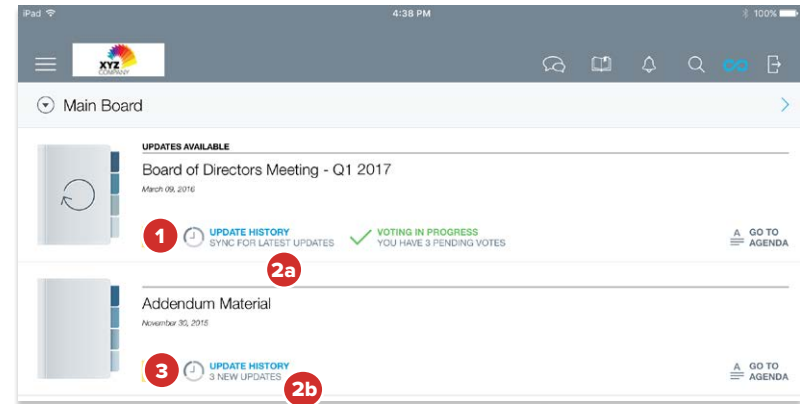 iPad 4:38 PM 100%
XYZ
COMPANY
Main Board
UPDATES AVAILABLE
Board of Directors Meeting - Q1 2017
March 09, 2016
1 UPDATE HISTORY VOTING IN PROGRESS A GO TO
SYNC FOR LATEST UPDATES YOU HAVE 3 PENDING VOTES AGENDA
2a
Addendum Material
November 30, 2015
3 UPDATE HISTORY A GO TO
3 NEW UPDATES AGENDA
2b